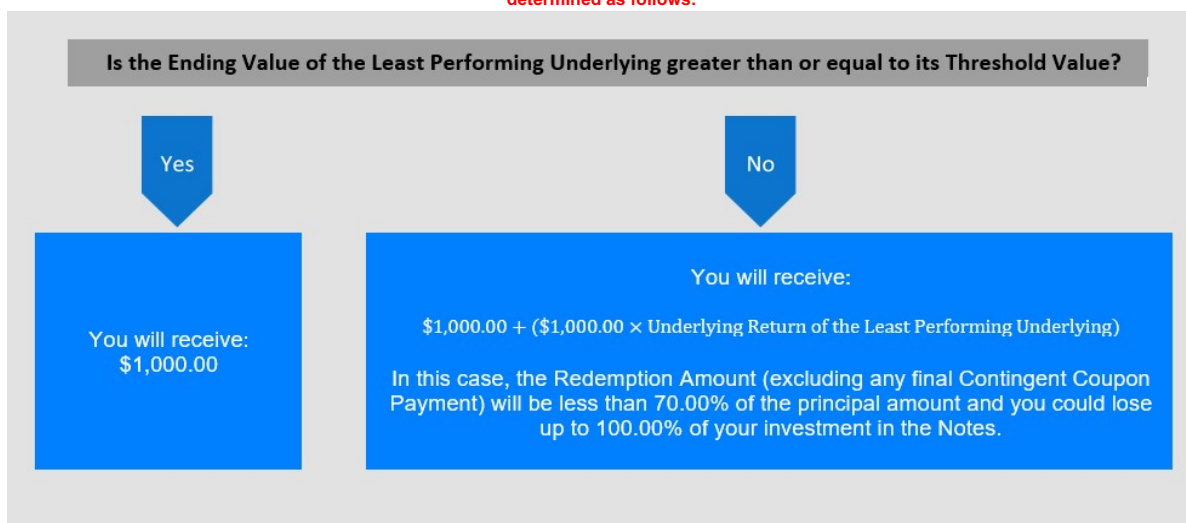 determined as follows:
Is the Ending Value of the Least Performing Underlying greater than or equal to its Threshold Value?
Yes
No
You will receive:
$1,000.00
You will receive:
$1,000.00 + ($1,000.00 × Underlying Return of the Least Performing Underlying)
In this case, the Redemption Amount (excluding any final Contingent Coupon
Payment) will be less than 70.00% of the principal amount and you could lose
up to 100.00% of your investment in the Notes.